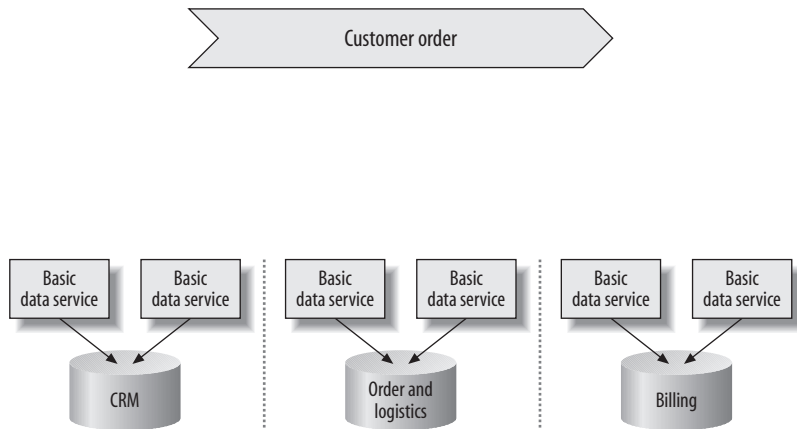 Customer order
Basic
data service
Basic
data service
Basic
data service
Basic
data service
Basic
data service
Basic
data service
CRM
Order and
logistics
Billing